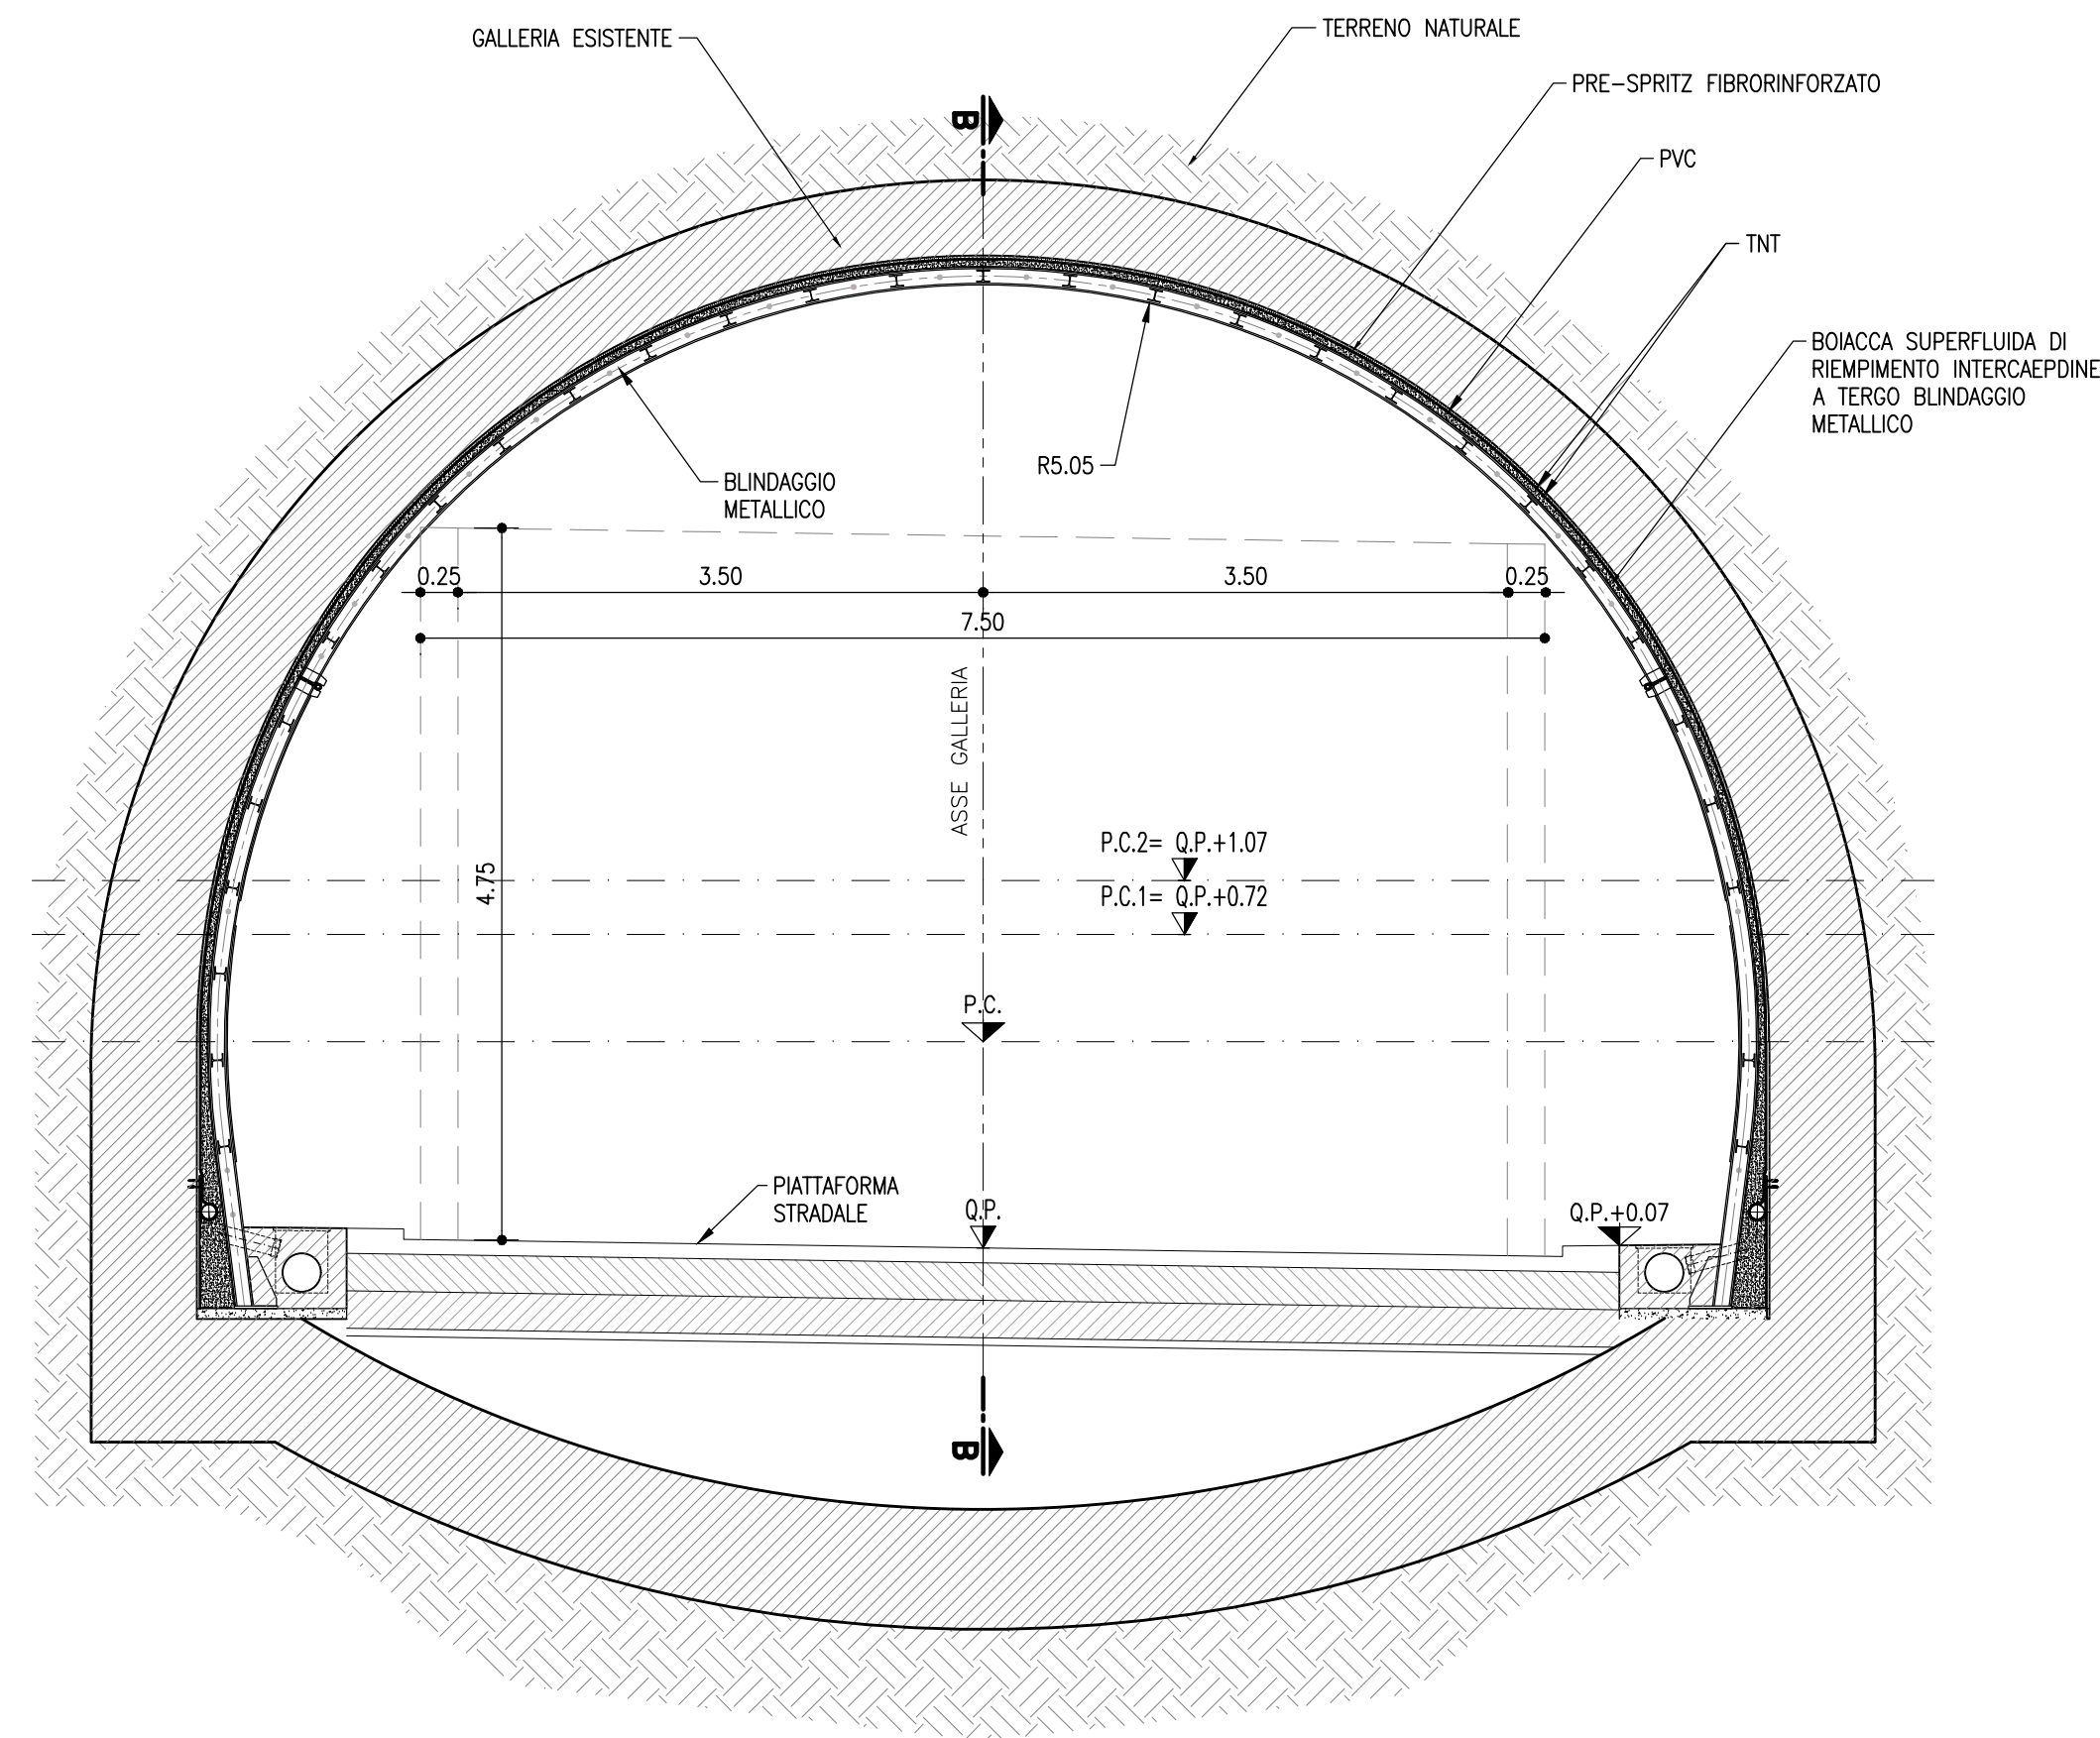 GALLERIA ESISTENTE
TERRENO NATURALE
PRE-SPRITZ FIBRORINFORZATO
B
PVC
TNT
BOIACCA SUPERFLUIDA DI
RIEMPIMENTO INTERCAEPDINE
A TERGO BLINDAGGIO
METALLICO
R5.05
BLINDAGGIO
METALLICO
0.25
3.50
3.50
0.25
7.50
ASSE GALLERIA
4.75
P.C.2= Q.P.+1.07
P.C.1= Q.P.+0.72
P.C.
PIATTAFORMA
STRADALE
Q.P.
Q.P.+0.07
B